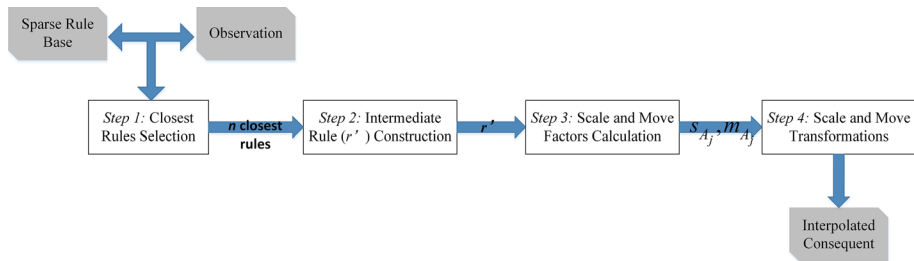 Sparse Rule
Base
Observation
Step 1: Closest
Rules Selection
n closest
rules
Step 2: Intermediate
Rule (r') Construction
r'
Step 3: Scale and Move
Factors Calculation
s_{A_j}, m_{A_j}
Step 4: Scale and Move
Transformations
Interpolated
Consequent